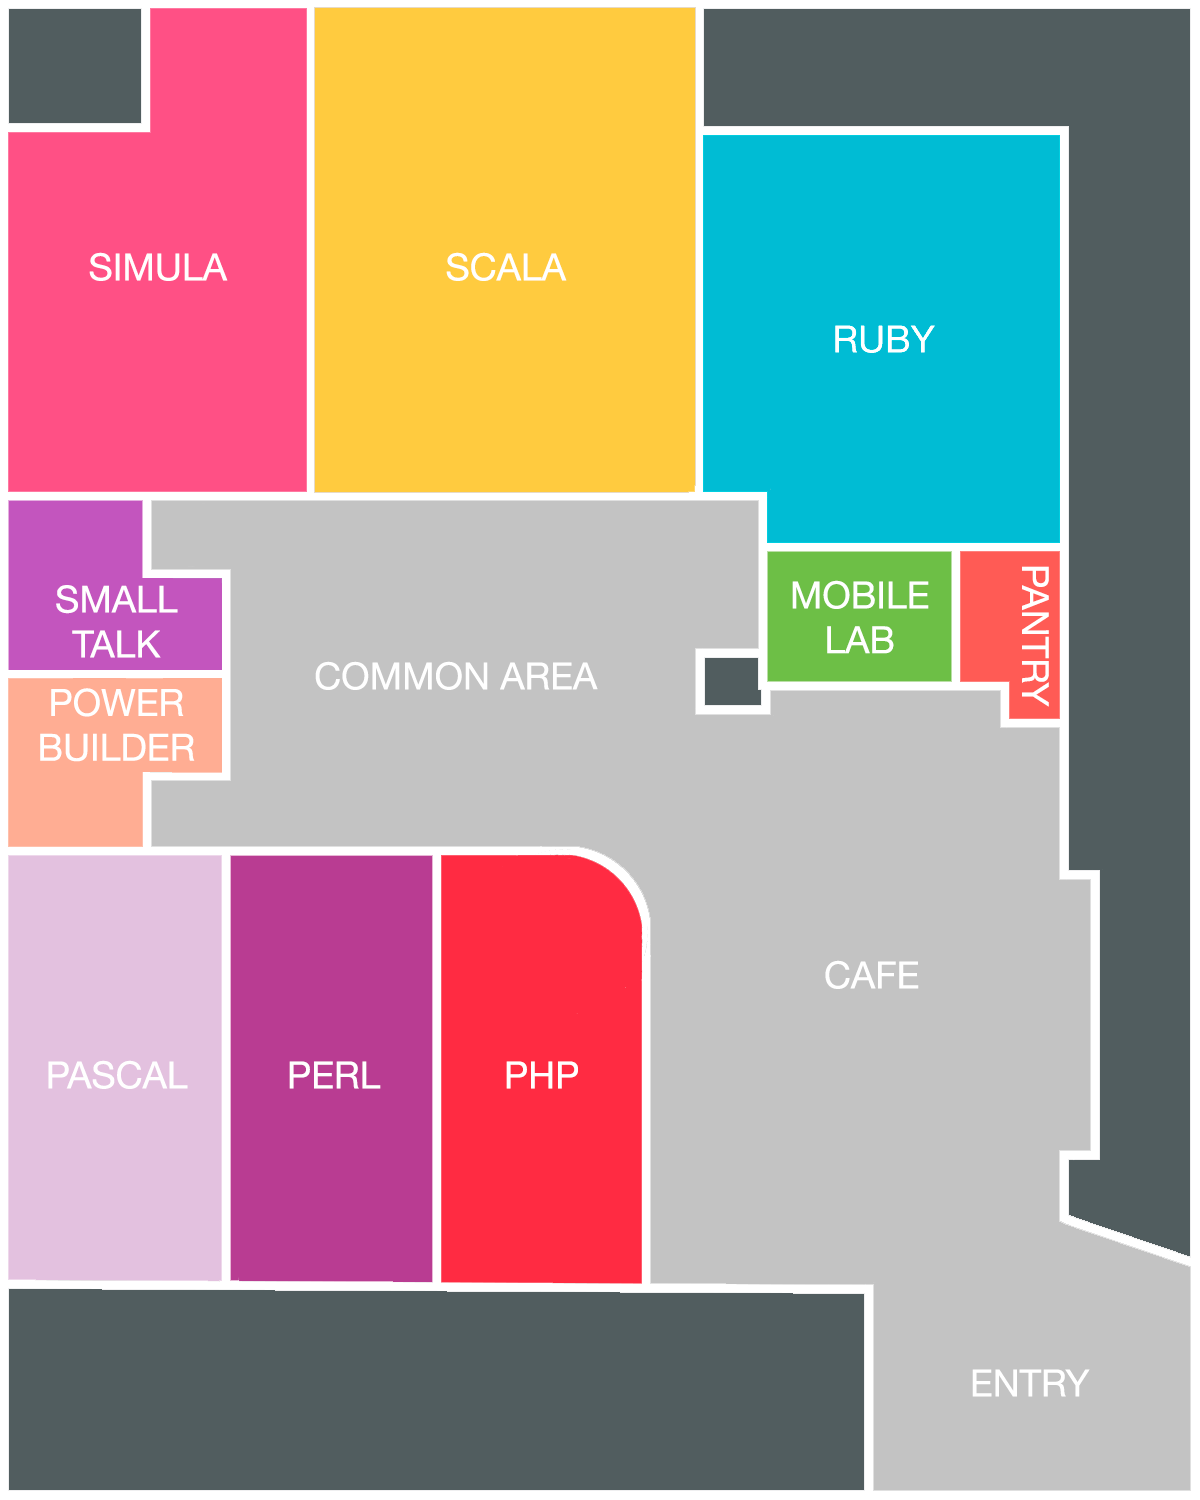 SIMULA
SCALA
RUBY
SMALL
TALK
MOBILE
LAB
PANTRY
COMMON AREA
POWER
BUILDER
CAFE
PASCAL
PERL
PHP
ENTRY